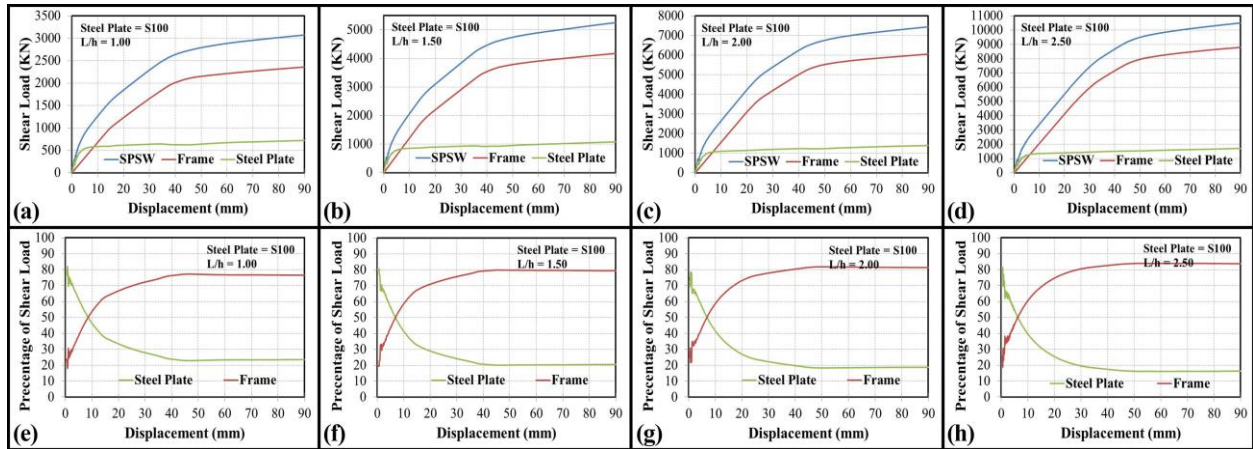 Steel Plate = S100
L/h = 1.00
Shear Load (KN)
3500
3000
2500
2000
1500
1000
500
0
SPSW Frame Steel Plate
0 10 20 30 40 50 60 70 80 90
Displacement (mm)
(a)
Steel Plate = S100
L/h = 1.50
Shear Load (KN)
5000
4000
3000
2000
1000
0
SPSW Frame Steel Plate
0 10 20 30 40 50 60 70 80 90
Displacement (mm)
(b)
Steel Plate = S100
L/h = 2.00
Shear Load (KN)
8000
7000
6000
5000
4000
3000
2000
1000
0
SPSW Frame Steel Plate
0 10 20 30 40 50 60 70 80 90
Displacement (mm)
(c)
Steel Plate = S100
L/h = 2.50
Shear Load (KN)
11000
10000
9000
8000
7000
6000
5000
4000
3000
2000
1000
0
SPSW Frame Steel Plate
0 10 20 30 40 50 60 70 80 90
Displacement (mm)
(d)
Steel Plate = S100
L/h = 1.00
Precentage of Shear Load
100
90
80
70
60
50
40
30
20
10
0
Steel Plate Frame
0 10 20 30 40 50 60 70 80 90
Displacement (mm)
(e)
Steel Plate = S100
L/h = 1.50
Precentage of Shear Load
100
90
80
70
60
50
40
30
20
10
0
Steel Plate Frame
0 10 20 30 40 50 60 70 80 90
Displacement (mm)
(f)
Steel Plate = S100
L/h = 2.00
Precentage of Shear Load
100
90
80
70
60
50
40
30
20
10
0
Steel Plate Frame
0 10 20 30 40 50 60 70 80 90
Displacement (mm)
(g)
Steel Plate = S100
L/h = 2.50
Precentage of Shear Load
100
90
80
70
60
50
40
30
20
10
0
Steel Plate Frame
0 10 20 30 40 50 60 70 80 90
Displacement (mm)
(h)